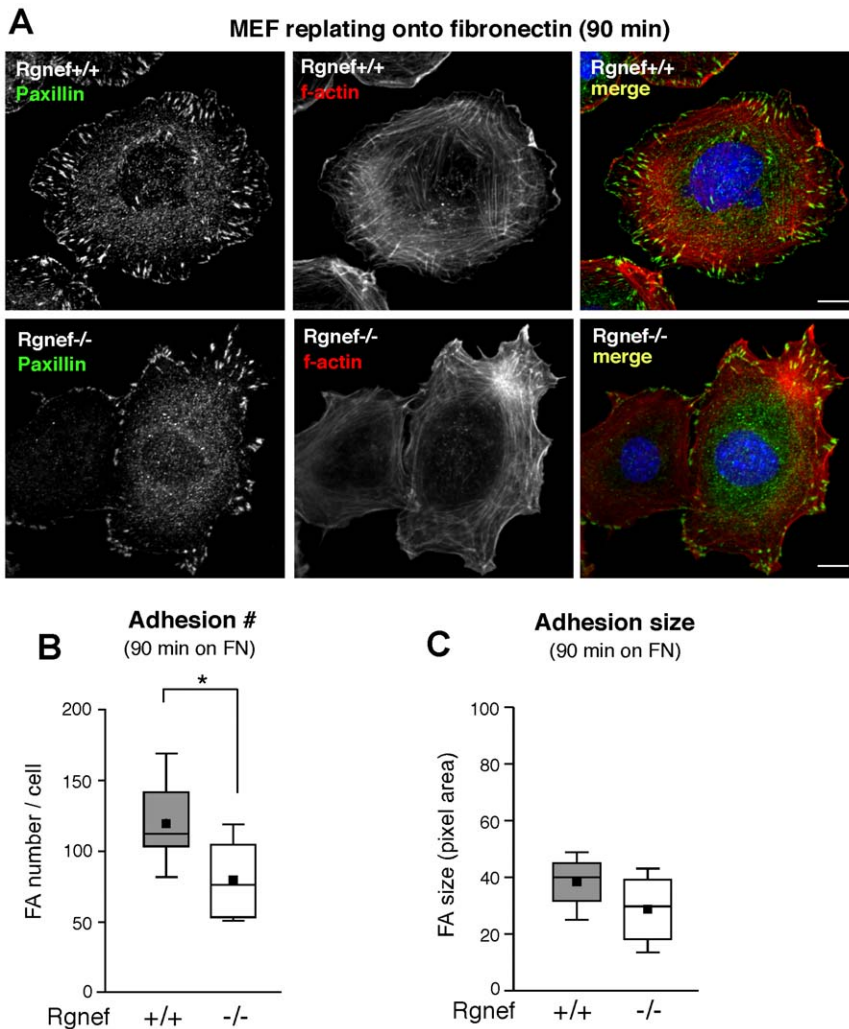 A
MEF replating onto fibronectin (90 min)
Rgnef+/+
Paxillin
Rgnef+/+
f-actin
Rgnef+/+
merge
Rgnef-/-
Paxillin
Rgnef-/-
f-actin
Rgnef-/-
merge
B
Adhesion #
(90 min on FN)
*
200
150
100
50
0
FA number / cell
Rgnef +/+ -/-
C
Adhesion size
(90 min on FN)
100
80
60
40
20
0
FA size (pixel area)
Rgnef +/+ -/-